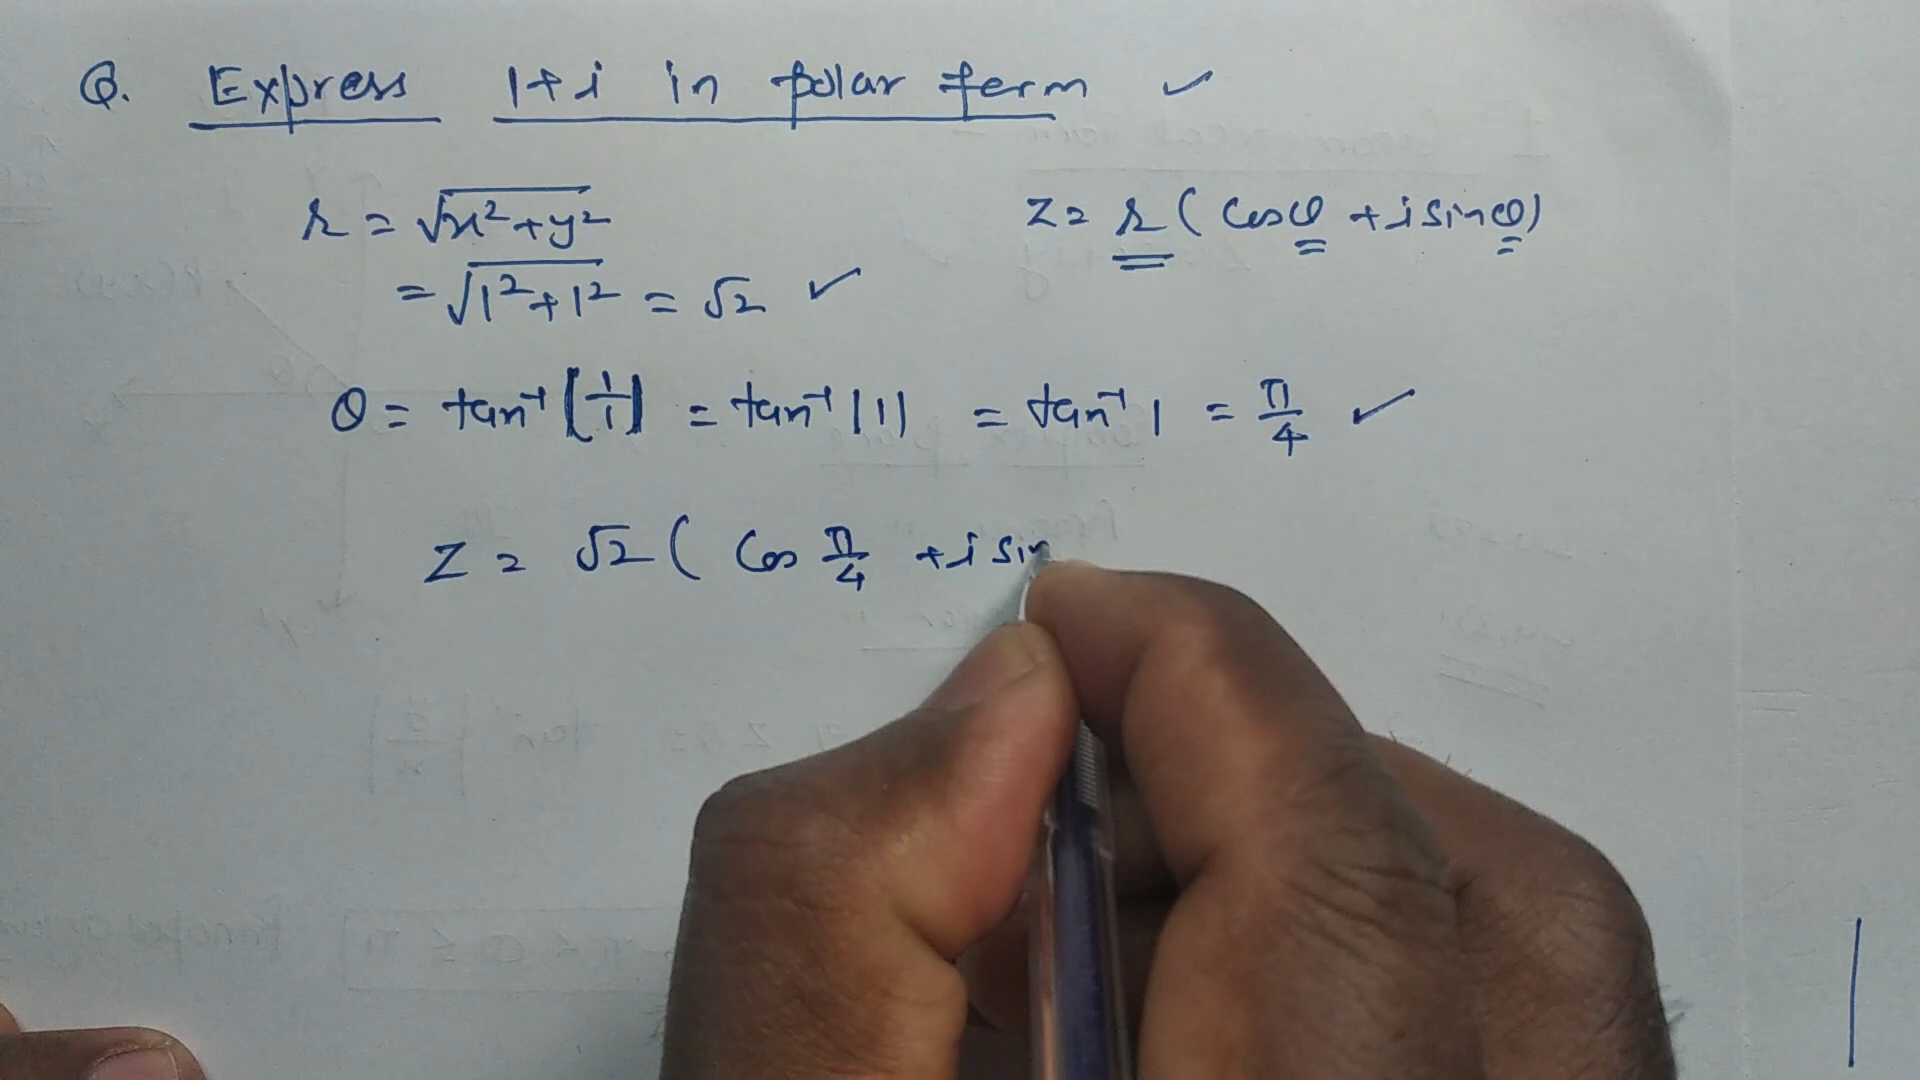 Q. Express 1+i in polar form ✓
r = √x²+y²
z = r ( cosθ + i sinθ)
= √1²+1² = √2 ✓
θ = tan⁻¹ |1/1| = tan⁻¹ |1| = tan⁻¹ 1 = π/4 ✓
z = √2 ( cos π/4 + i sin